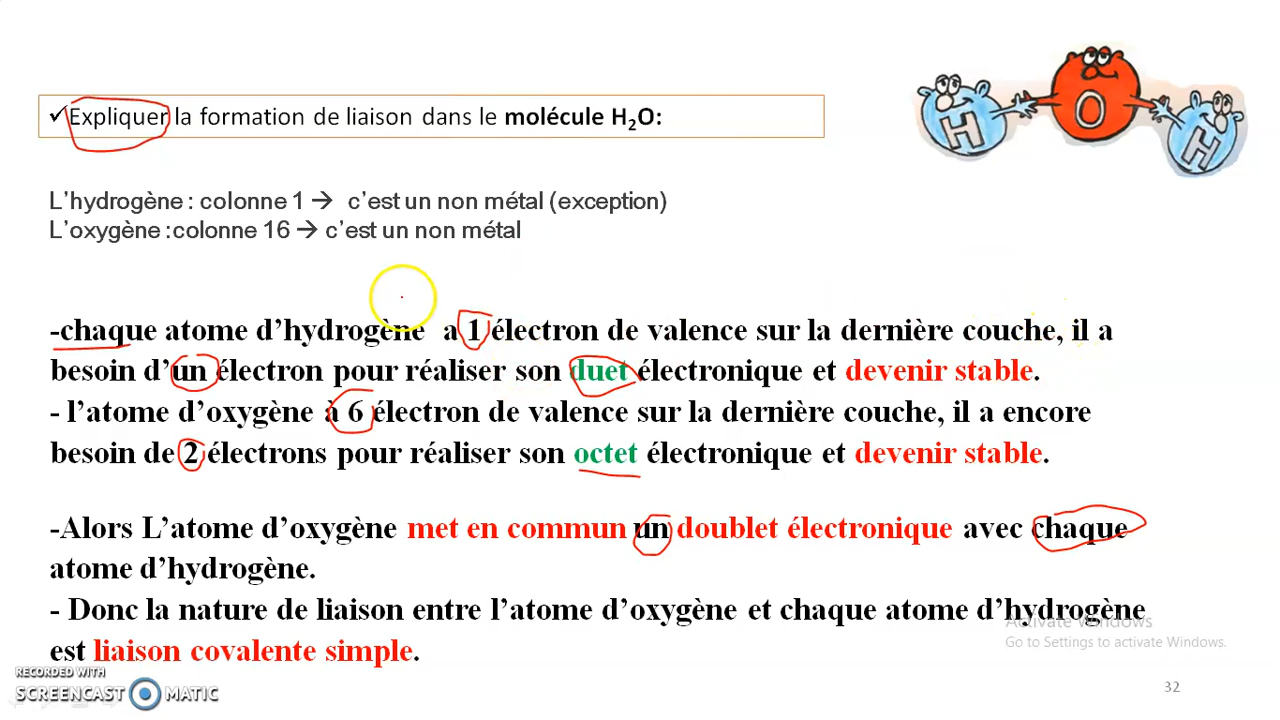 ✓Expliquer la formation de liaison dans le molécule H₂O:
H O H
L'hydrogène : colonne 1 → c'est un non métal (exception)
L'oxygène :colonne 16 → c'est un non métal
-chaque atome d'hydrogène a 1 électron de valence sur la dernière couche, il a
besoin d'un électron pour réaliser son duet électronique et devenir stable.
- l'atome d'oxygène à 6 électron de valence sur la dernière couche, il a encore
besoin de 2 électrons pour réaliser son octet électronique et devenir stable.
-Alors L'atome d'oxygène met en commun un doublet électronique avec chaque
atome d'hydrogène.
- Donc la nature de liaison entre l'atome d'oxygène et chaque atome d'hydrogène
est liaison covalente simple.
Activate Windows
Go to Settings to activate Windows.
RECORDED WITH
SCREENCAST MATIC
32